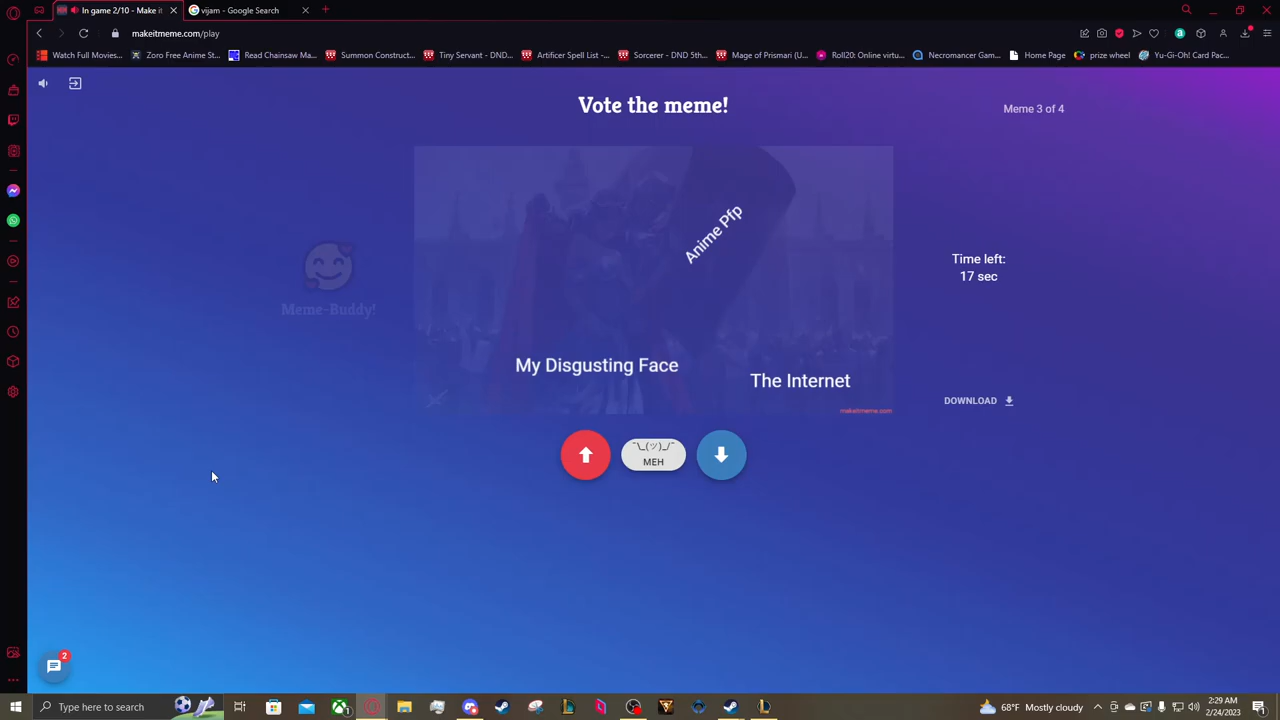 In game 2/10 - Make it
vijam - Google Search
makeitmeme.com/play
Watch Full Movies...
Zoro Free Anime St...
Read Chainsaw Ma...
Summon Construct...
Tiny Servant - DND...
Artificer Spell List -...
Sorcerer - DND 5th...
Mage of Prismari (U...
Roll20: Online virtu...
Necromancer Gam...
Home Page
prize wheel
Yu-Gi-Oh! Card Pac...
Vote the meme!
Meme 3 of 4
Anime Pfp
Time left:
17 sec
Meme-Buddy!
My Disgusting Face
The Internet
DOWNLOAD
makeitmeme.com
¯\_(ツ)_/¯
MEH
2
Type here to search
1
68°F Mostly cloudy
2:29 AM
2/24/2023